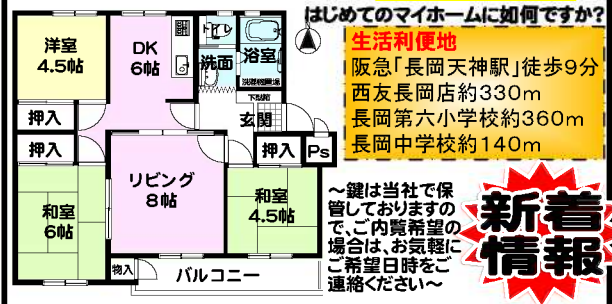 はじめてのマイホームに如何ですか?
生活利便地
阪急「長岡天神駅」徒歩9分
西友長岡店約330m
長岡第六小学校約360m
長岡中学校約140m
洋室
4.5帖
DK
6帖
洗面
浴室
洗濯機置場
下駄箱
玄関
押入
押入
押入
Ps
リビング
8帖
和室
6帖
和室
4.5帖
物入
バルコニー
~鍵は当社で保
管しておりますの
で、ご内覧希望の
場合は、お気軽に
ご希望日時をご
連絡ください~
新着
情報